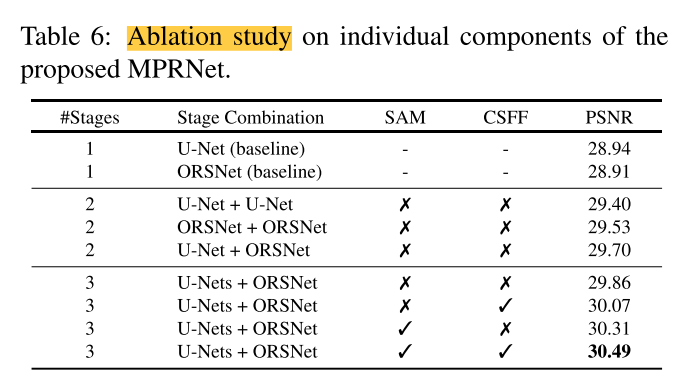 Table 6: Ablation study on individual components of the
proposed MPRNet.
#Stages Stage Combination SAM CSFF PSNR
1 U-Net (baseline) - - 28.94
1 ORSNet (baseline) - - 28.91
2 U-Net + U-Net ✗ ✗ 29.40
2 ORSNet + ORSNet ✗ ✗ 29.53
2 U-Net + ORSNet ✗ ✗ 29.70
3 U-Nets + ORSNet ✗ ✗ 29.86
3 U-Nets + ORSNet ✗ ✓ 30.07
3 U-Nets + ORSNet ✓ ✗ 30.31
3 U-Nets + ORSNet ✓ ✓ 30.49